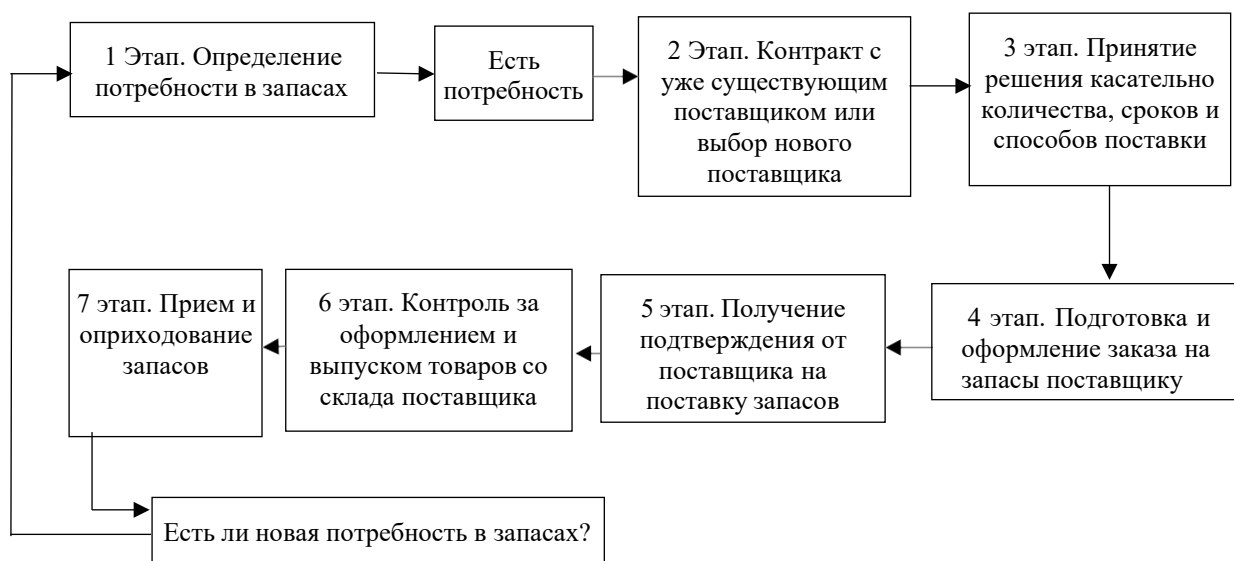 1 Этап. Определение
потребности в запасах
Есть
потребность
2 Этап. Контракт с
уже существующим
поставщиком или
выбор нового
поставщика
3 этап. Принятие
решения касательно
количества, сроков и
способов поставки
7 этап. Прием и
оприходование
запасов
6 этап. Контроль за
оформлением и
выпуском товаров со
склада поставщика
5 этап. Получение
подтверждения от
поставщика на
поставку запасов
4 этап. Подготовка и
оформление заказа на
запасы поставщику
Есть ли новая потребность в запасах?